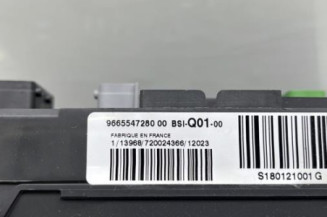 9665547280 00 BSI-Q01-00
FABRIQUE EN FRANCE
1/13968/720024366/12023
S180121001 G